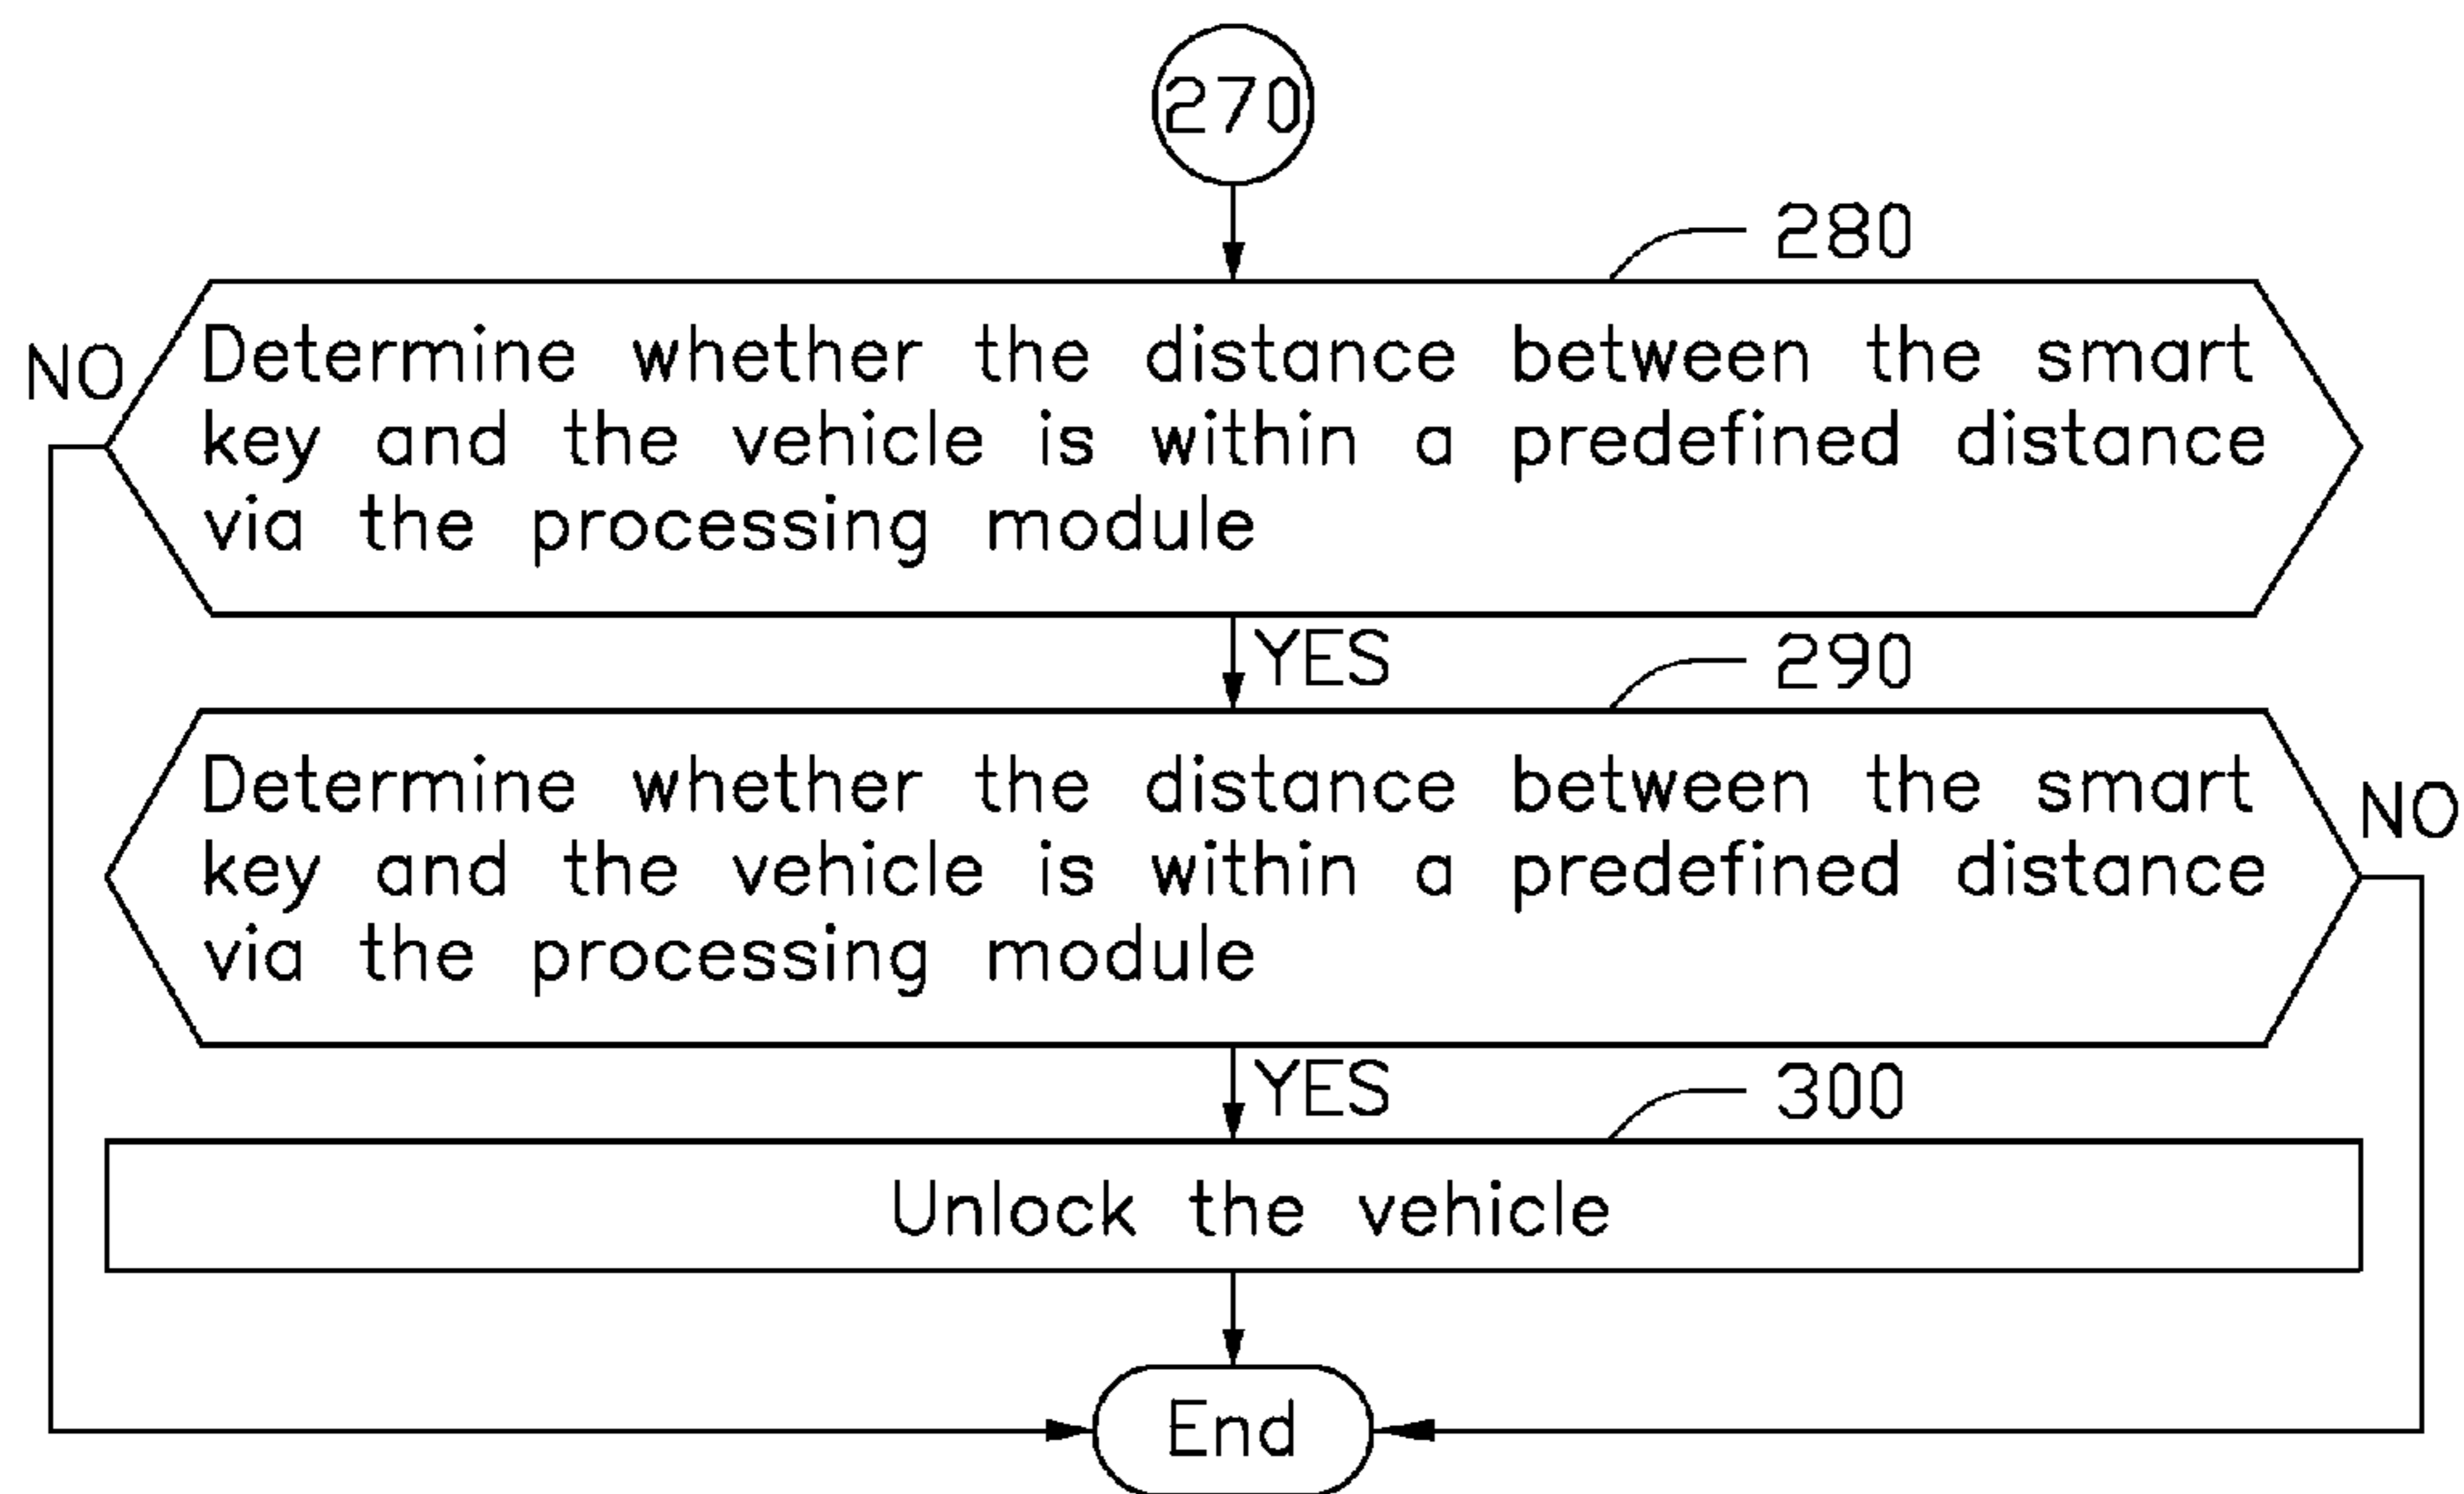 270
280
NO
Determine whether the distance between the smart
key and the vehicle is within a predefined distance
via the processing module
YES
290
Determine whether the distance between the smart
key and the vehicle is within a predefined distance
via the processing module
NO
YES
300
Unlock the vehicle
End